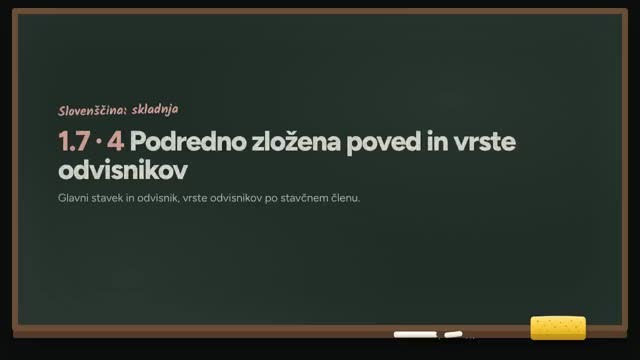 Slovenščina: skladnja
1.7 · 4 Podredno zložena poved in vrste
odvisnikov
Glavni stavek in odvisnik, vrste odvisnikov po stavčnem členu.